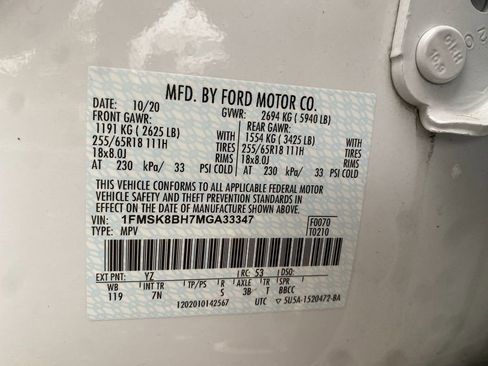 MFD. BY FORD MOTOR CO.
DATE: 10/20 GVWR: 2694 KG ( 5940 LB)
FRONT GAWR: REAR GAWR:
1191 KG ( 2625 LB) WITH 1554 KG ( 3425 LB) WITH
255/65R18 111H TIRES 255/65R18 111H TIRES
18x8.0J RIMS 18x8.0J RIMS
AT 230 kPa/ 33 PSI COLD AT 230 kPa/ 33 PSI COLD
THIS VEHICLE CONFORMS TO ALL APPLICABLE FEDERAL MOTOR
VEHICLE SAFETY AND THEFT PREVENTION STANDARDS IN
EFFECT ON THE DATE OF MANUFACTURE SHOWN ABOVE.
VIN: 1FMSK8BH7MGA33347 F0070
TYPE: MPV T0210
EXT PNT: YZ RC: 53 DSO:
WB INT TR TP/PS R AXLE TR SPR
119 7N S 3B T BBCC
1202010142567 UTC 5U5A-1520472-BA